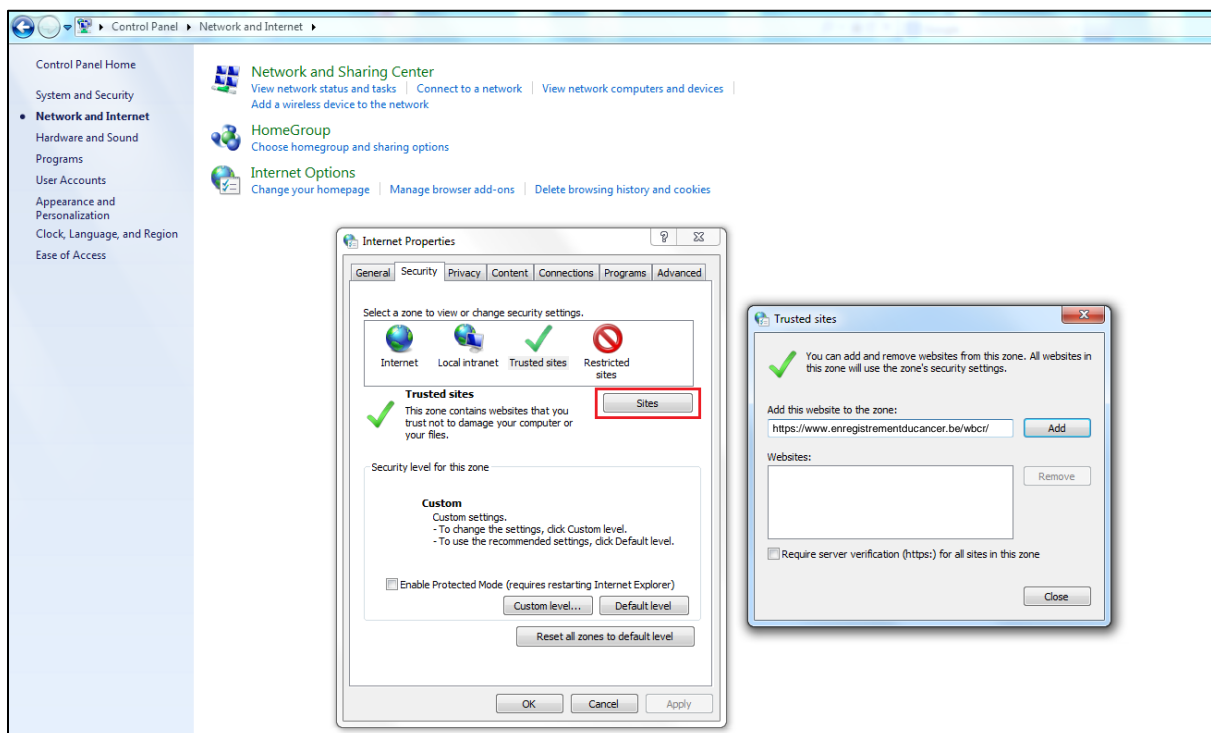 Control Panel Network and Internet
Control Panel Home
System and Security
Network and Internet
Hardware and Sound
Programs
User Accounts
Appearance and
Personalization
Clock, Language, and Region
Ease of Access
Network and Sharing Center
View network status and tasks Connect to a network View network computers and devices
Add a wireless device to the network
HomeGroup
Choose homegroup and sharing options
Internet Options
Change your homepage Manage browser add-ons Delete browsing history and cookies
Internet Properties
General Security Privacy Content Connections Programs Advanced
Select a zone to view or change security settings.
Internet Local intranet Trusted sites Restricted
sites
Trusted sites
Sites
This zone contains websites that you
trust not to damage your computer or
your files.
Security level for this zone
Custom
Custom settings.
- To change the settings, click Custom level.
- To use the recommended settings, click Default level.
Enable Protected Mode (requires restarting Internet Explorer)
Custom level... Default level
Reset all zones to default level
OK Cancel Apply
Trusted sites
You can add and remove websites from this zone. All websites in
this zone will use the zone's security settings.
Add this website to the zone:
https://www.enregistrementducancer.be/wbcr/ Add
Websites:
Remove
Require server verification (https:) for all sites in this zone
Close